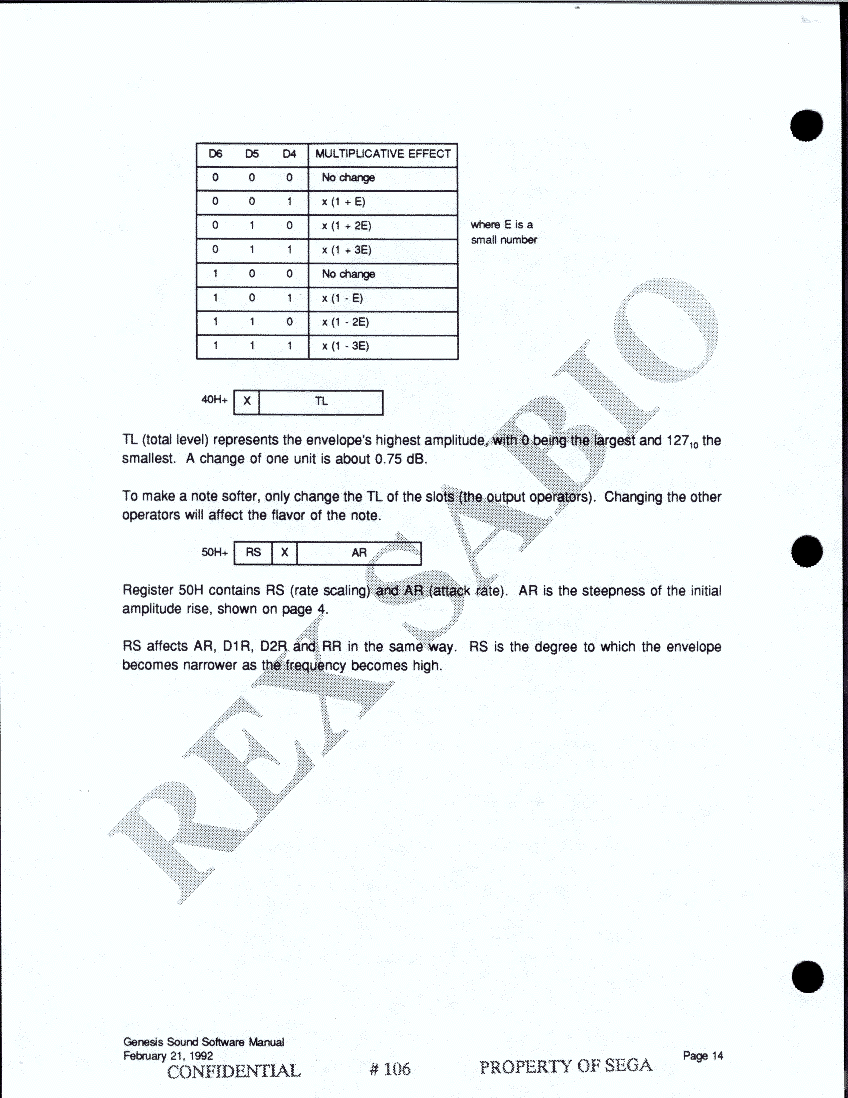 D6 D5 D4 MULTIPLICATIVE EFFECT
0 0 0 No change
0 0 1 x (1 + E)
0 1 0 x (1 + 2E)
0 1 1 x (1 + 3E)
1 0 0 No change
1 0 1 x (1 - E)
1 1 0 x (1 - 2E)
1 1 1 x (1 - 3E)
where E is a
small number
40H+ X TL
TL (total level) represents the envelope's highest amplitude, with 0 being the largest and 127₁₀ the
smallest. A change of one unit is about 0.75 dB.
To make a note softer, only change the TL of the slots (the output operators). Changing the other
operators will affect the flavor of the note.
50H+ RS X AR
Register 50H contains RS (rate scaling) and AR (attack rate). AR is the steepness of the initial
amplitude rise, shown on page 4.
RS affects AR, D1R, D2R and RR in the same way. RS is the degree to which the envelope
becomes narrower as the frequency becomes high.
REX SABIO
Genesis Sound Software Manual
February 21, 1992
Page 14
CONFIDENTIAL # 106 PROPERTY OF SEGA